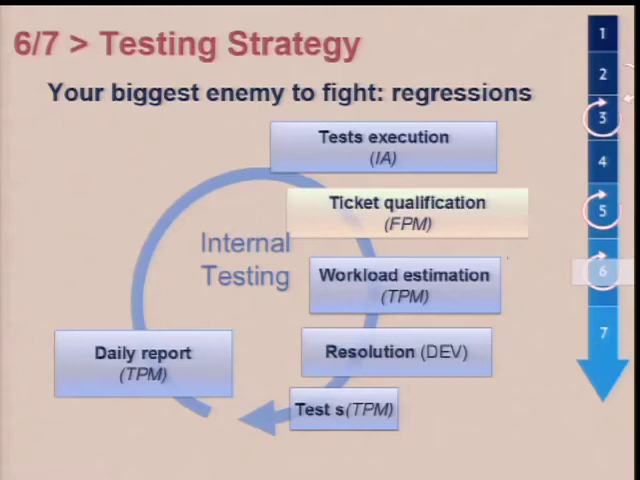 6/7 > Testing Strategy
Your biggest enemy to fight: regressions
Tests execution
(IA)
Ticket qualification
(FPM)
Internal
Testing
Workload estimation
(TPM)
Resolution (DEV)
Daily report
(TPM)
Test s(TPM)
1
2
3
4
5
6
7